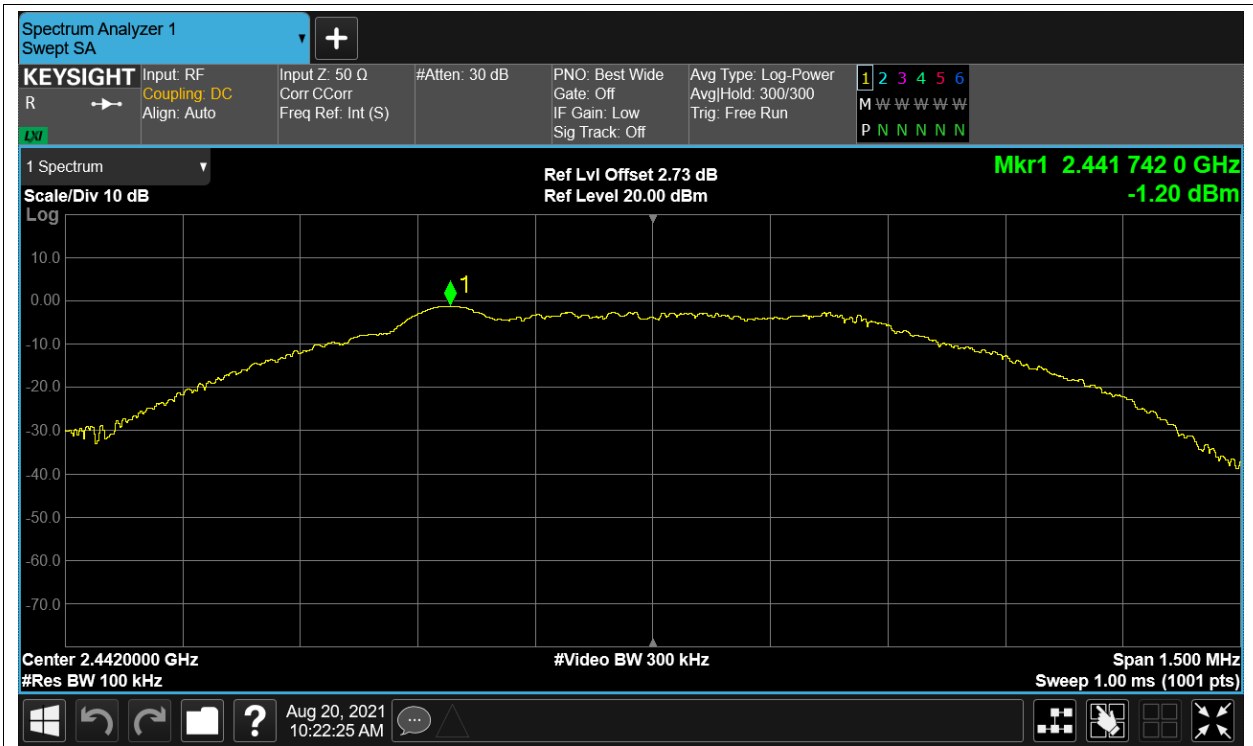 Spectrum Analyzer 1
Swept SA
▼
+
KEYSIGHT
R
LXI
Input: RF
Coupling: DC
Align: Auto
Input Z: 50 Ω
Corr CCorr
Freq Ref: Int (S)
#Atten: 30 dB
PNO: Best Wide
Gate: Off
IF Gain: Low
Sig Track: Off
Avg Type: Log-Power
Avg|Hold: 300/300
Trig: Free Run
1 2 3 4 5 6
M W W W W W W
P N N N N N
1 Spectrum ▼
Scale/Div 10 dB
Log
Ref Lvl Offset 2.73 dB
Ref Level 20.00 dBm
Mkr1 2.441 742 0 GHz
-1.20 dBm
1
10.0
0.00
-10.0
-20.0
-30.0
-40.0
-50.0
-60.0
-70.0
Center 2.4420000 GHz
#Res BW 100 kHz
#Video BW 300 kHz
Span 1.500 MHz
Sweep 1.00 ms (1001 pts)
?
Aug 20, 2021
10:22:25 AM